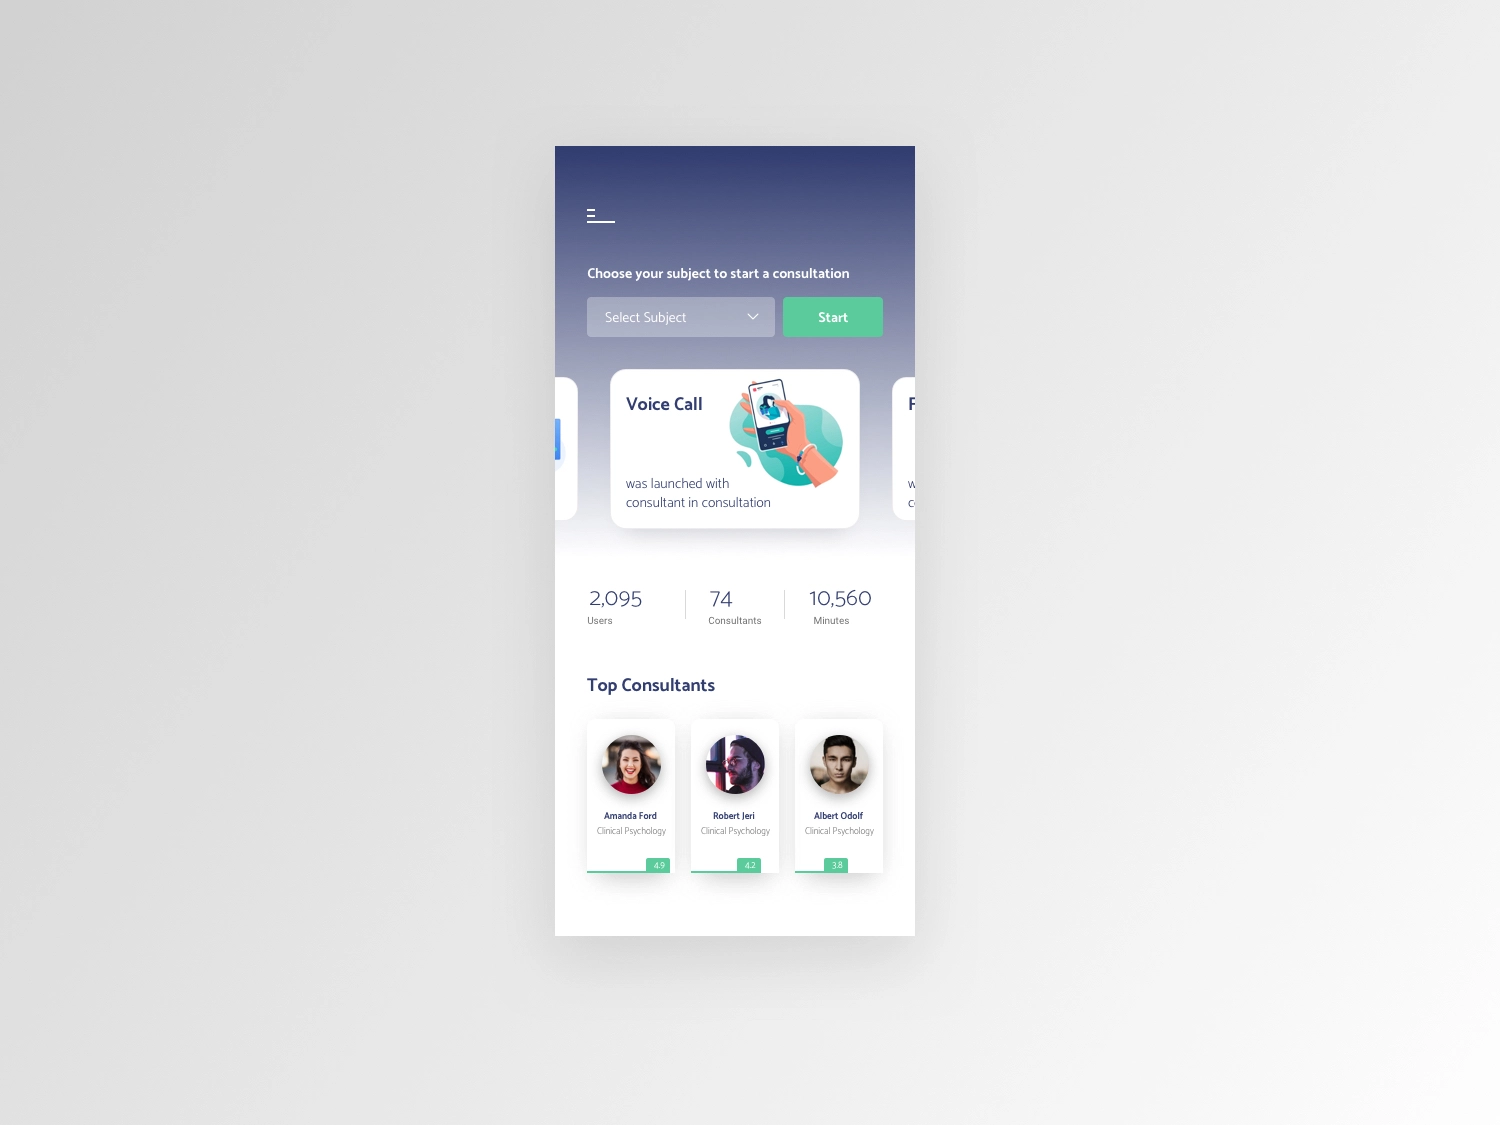 Choose your subject to start a consultation
Select Subject
Start
Voice Call
was launched with
consultant in consultation
F
w
2,095
Users
74
Consultants
10,560
Minutes
Top Consultants
Amanda Ford
Clinical Psychology
4.9
Robert Jeri
Clinical Psychology
4.2
Albert Odolf
Clinical Psychology
3.8